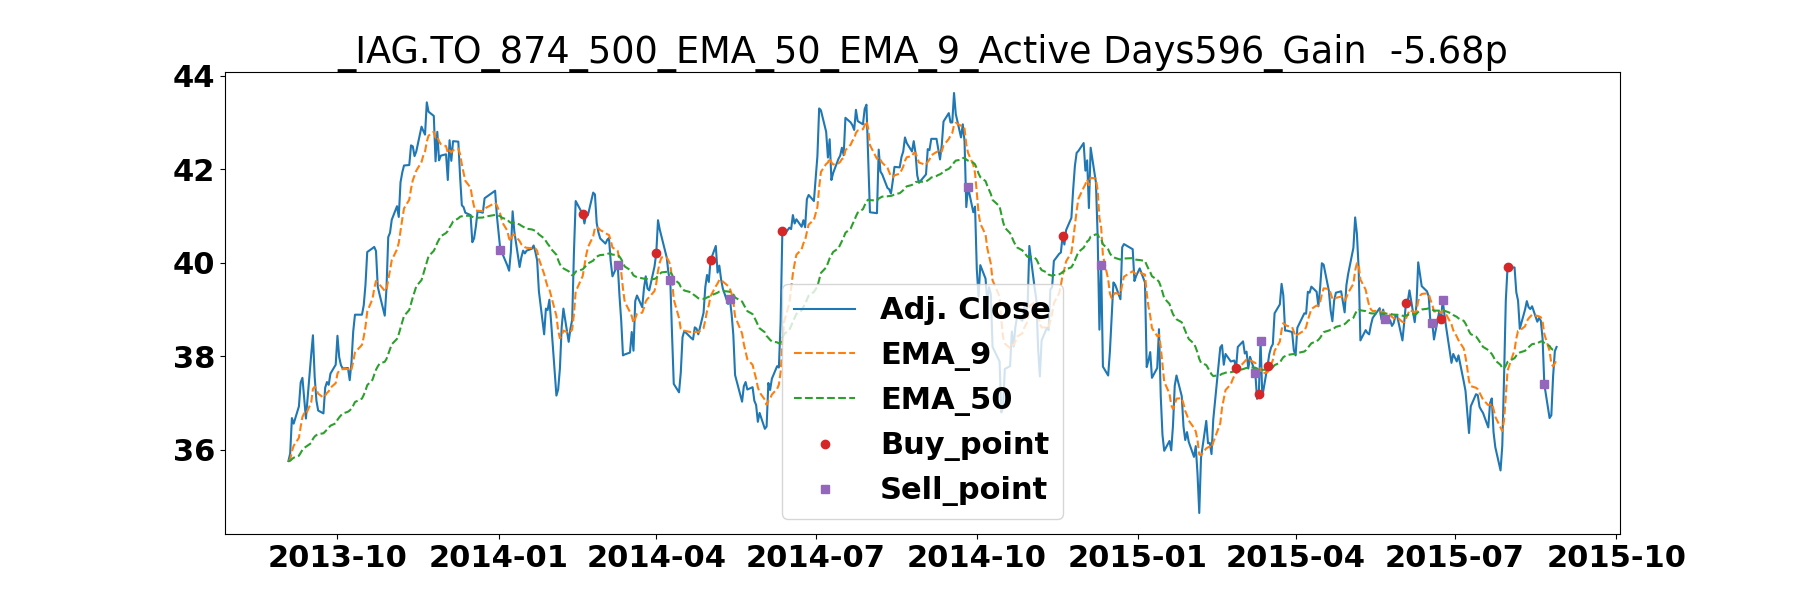 _IAG.TO_874_500_EMA_50_EMA_9_Active Days596_Gain  -5.68p
44
42
40
38
36
Adj. Close
EMA_9
EMA_50
Buy_point
Sell_point
2013-10 2014-01 2014-04 2014-07 2014-10 2015-01 2015-04 2015-07 2015-10